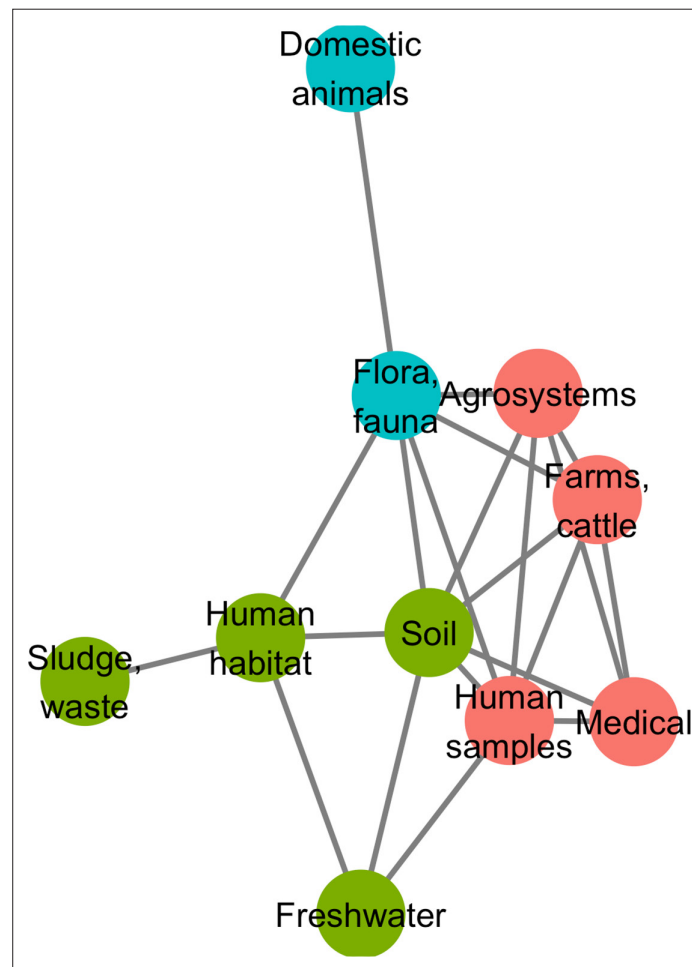 Domestic
animals
Flora,
fauna
Agrosystems
Farms,
cattle
Human
habitat
Soil
Sludge,
waste
Human
samples
Medical
Freshwater